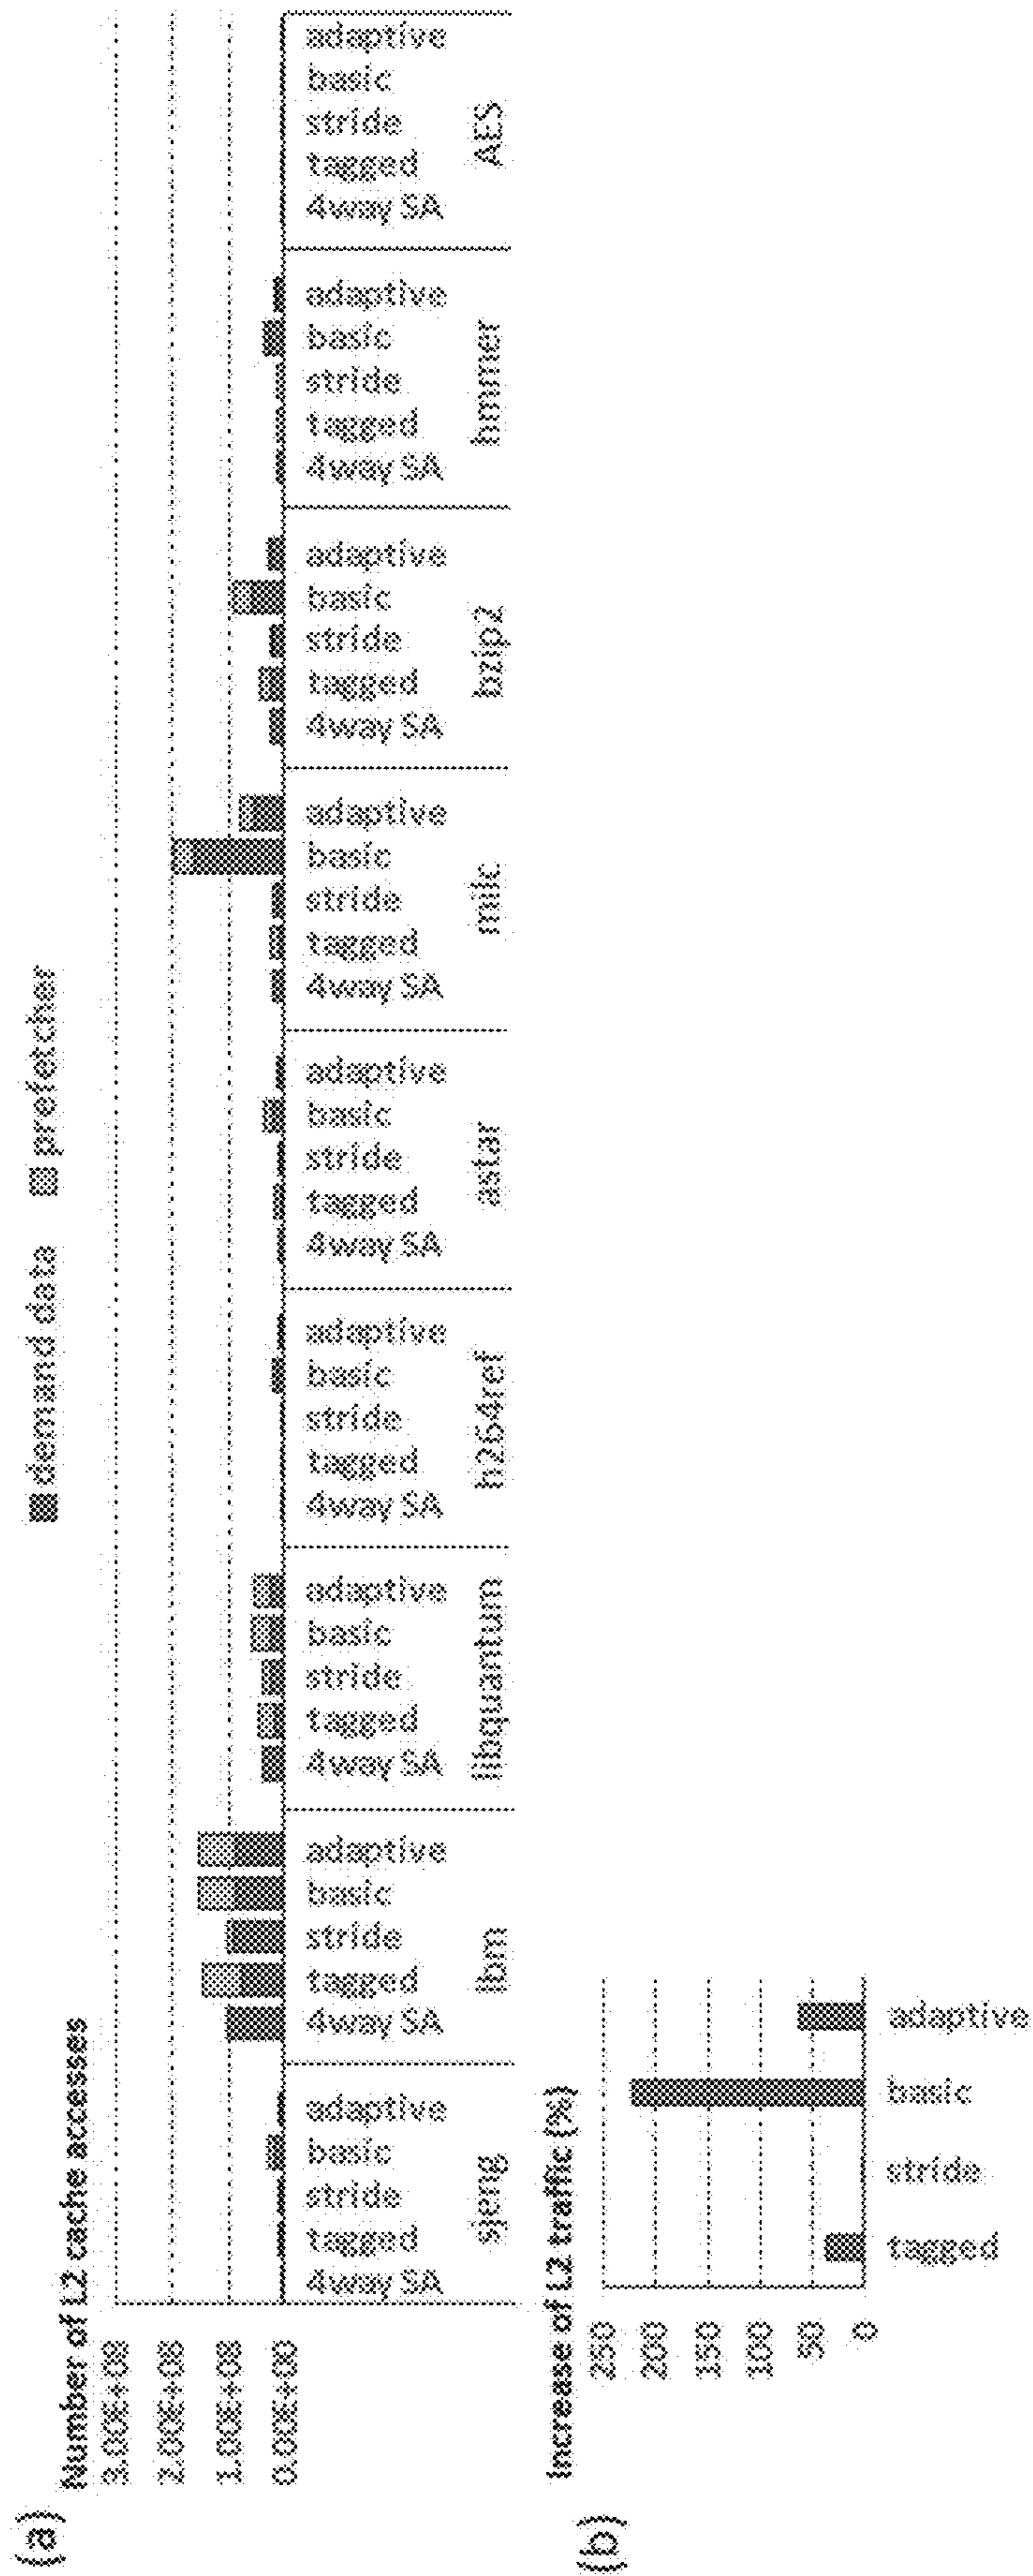 (a)
Number of L2 cache accesses
demand data prefetcher
3.00E+08
2.00E+08
1.00E+08
0.00E+00
4way SA tagged stride basic adaptive 4way SA tagged stride basic adaptive 4way SA tagged stride basic adaptive 4way SA tagged stride basic adaptive 4way SA tagged stride basic adaptive 4way SA tagged stride basic adaptive 4way SA tagged stride basic adaptive 4way SA tagged stride basic adaptive 4way SA tagged stride basic adaptive
sjeng lbm libquantum h264ref astar milc bzip2 hmmer AES
(b)
Increase of L2 traffic (%)
250
200
150
100
50
0
tagged stride basic adaptive